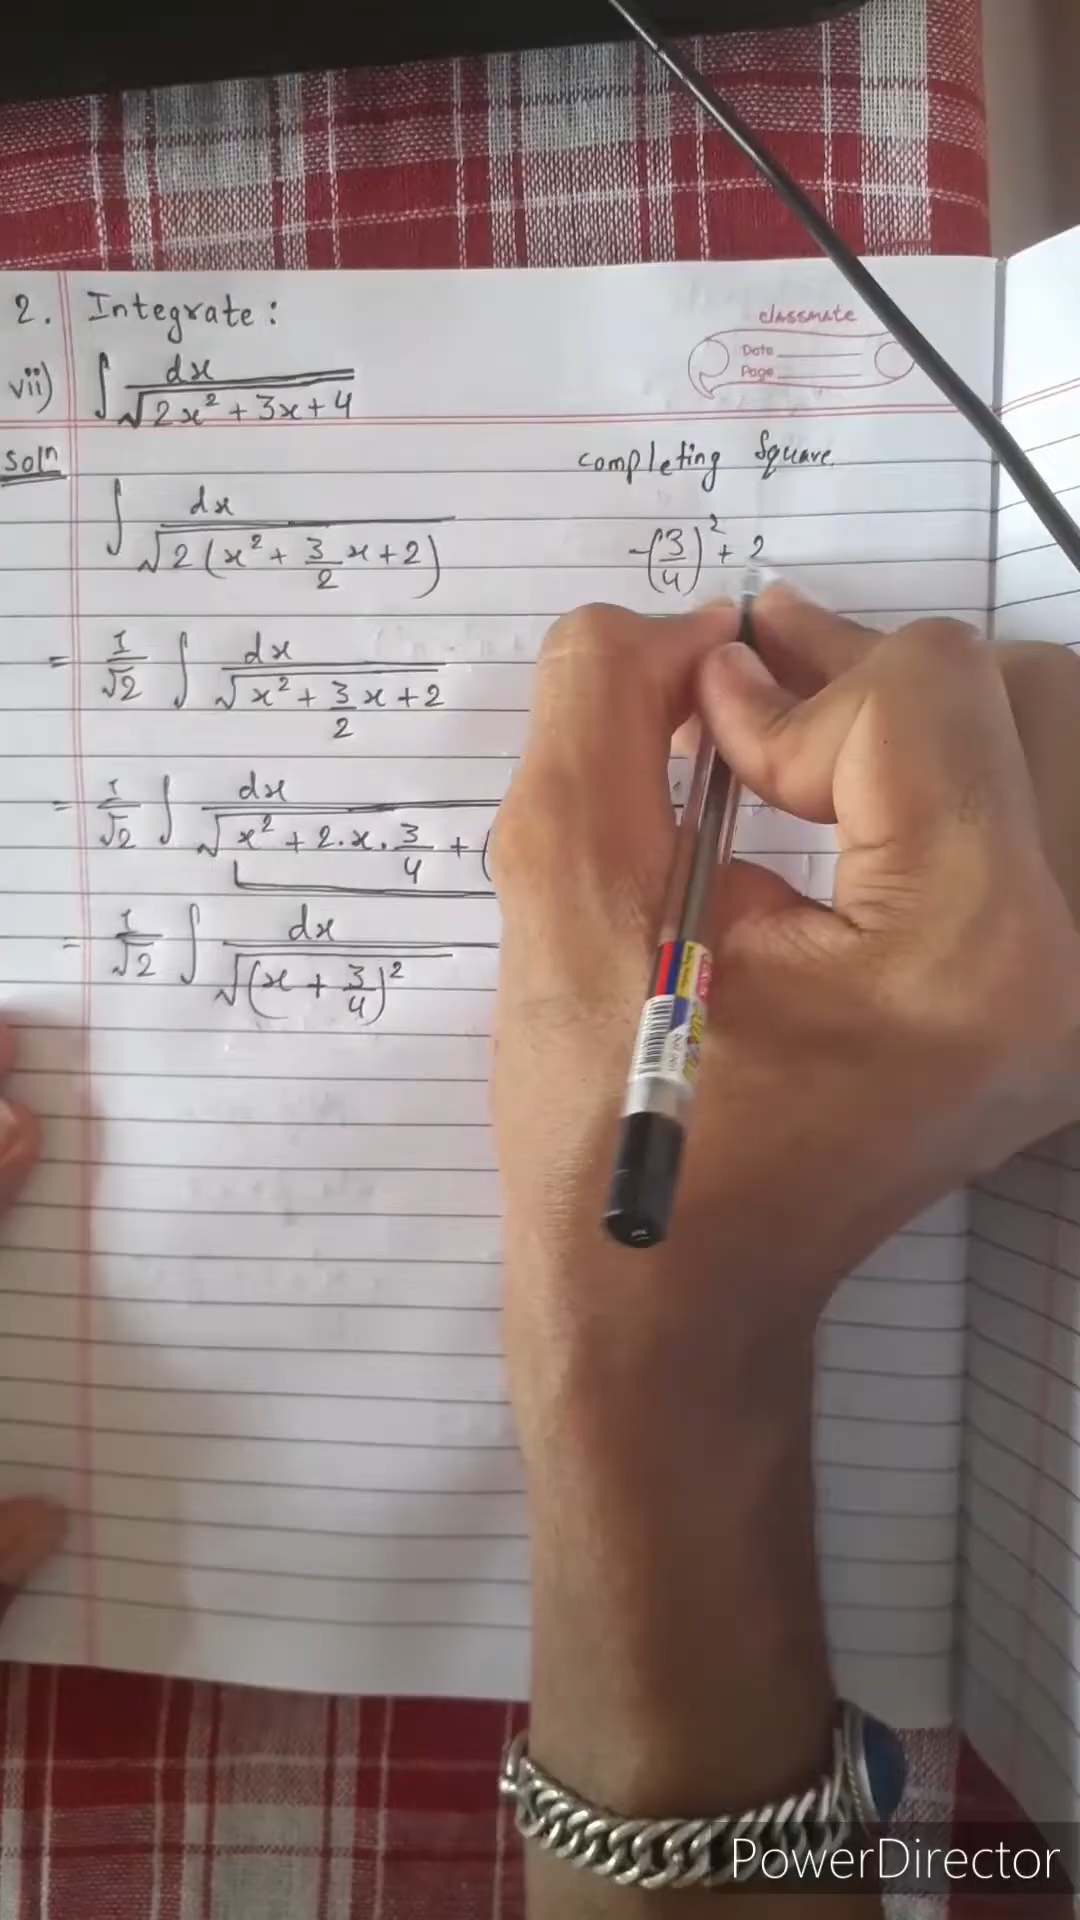 2. Integrate:
classmate
Date
Page
vii) ∫ dx / √(2x² + 3x + 4)
Solⁿ
completing Square
∫ dx / √(2(x² + 3/2 x + 2))
-(3/4)² + 2
= 1/√2 ∫ dx / √(x² + 3/2 x + 2)
= 1/√2 ∫ dx / √(x² + 2.x.3/4 + (
= 1/√2 ∫ dx / √((x + 3/4)²
PowerDirector